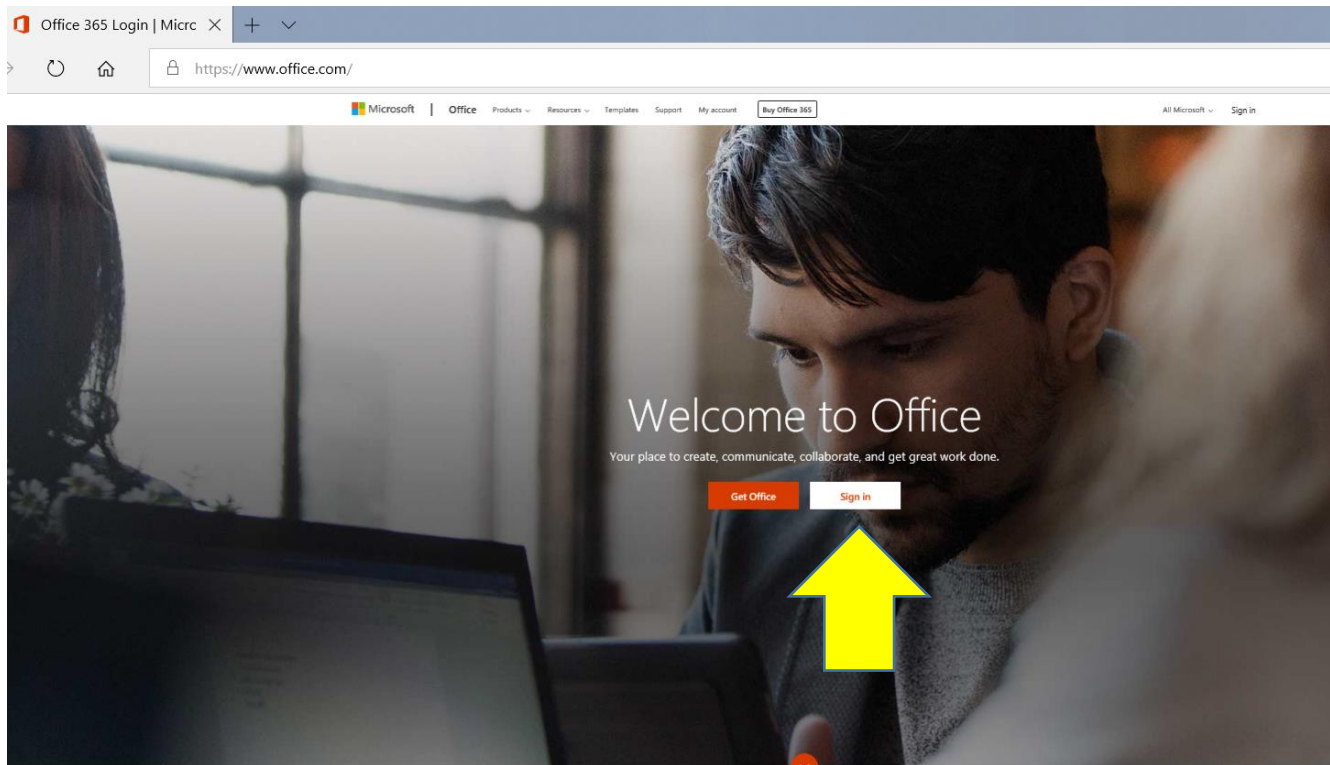 Office 365 Login | Micrc
https://www.office.com/
Microsoft | Office Products Resources Templates Support My account Buy Office 365 All Microsoft Sign in
Welcome to Office
Your place to create, communicate, collaborate, and get great work done.
Get Office Sign in